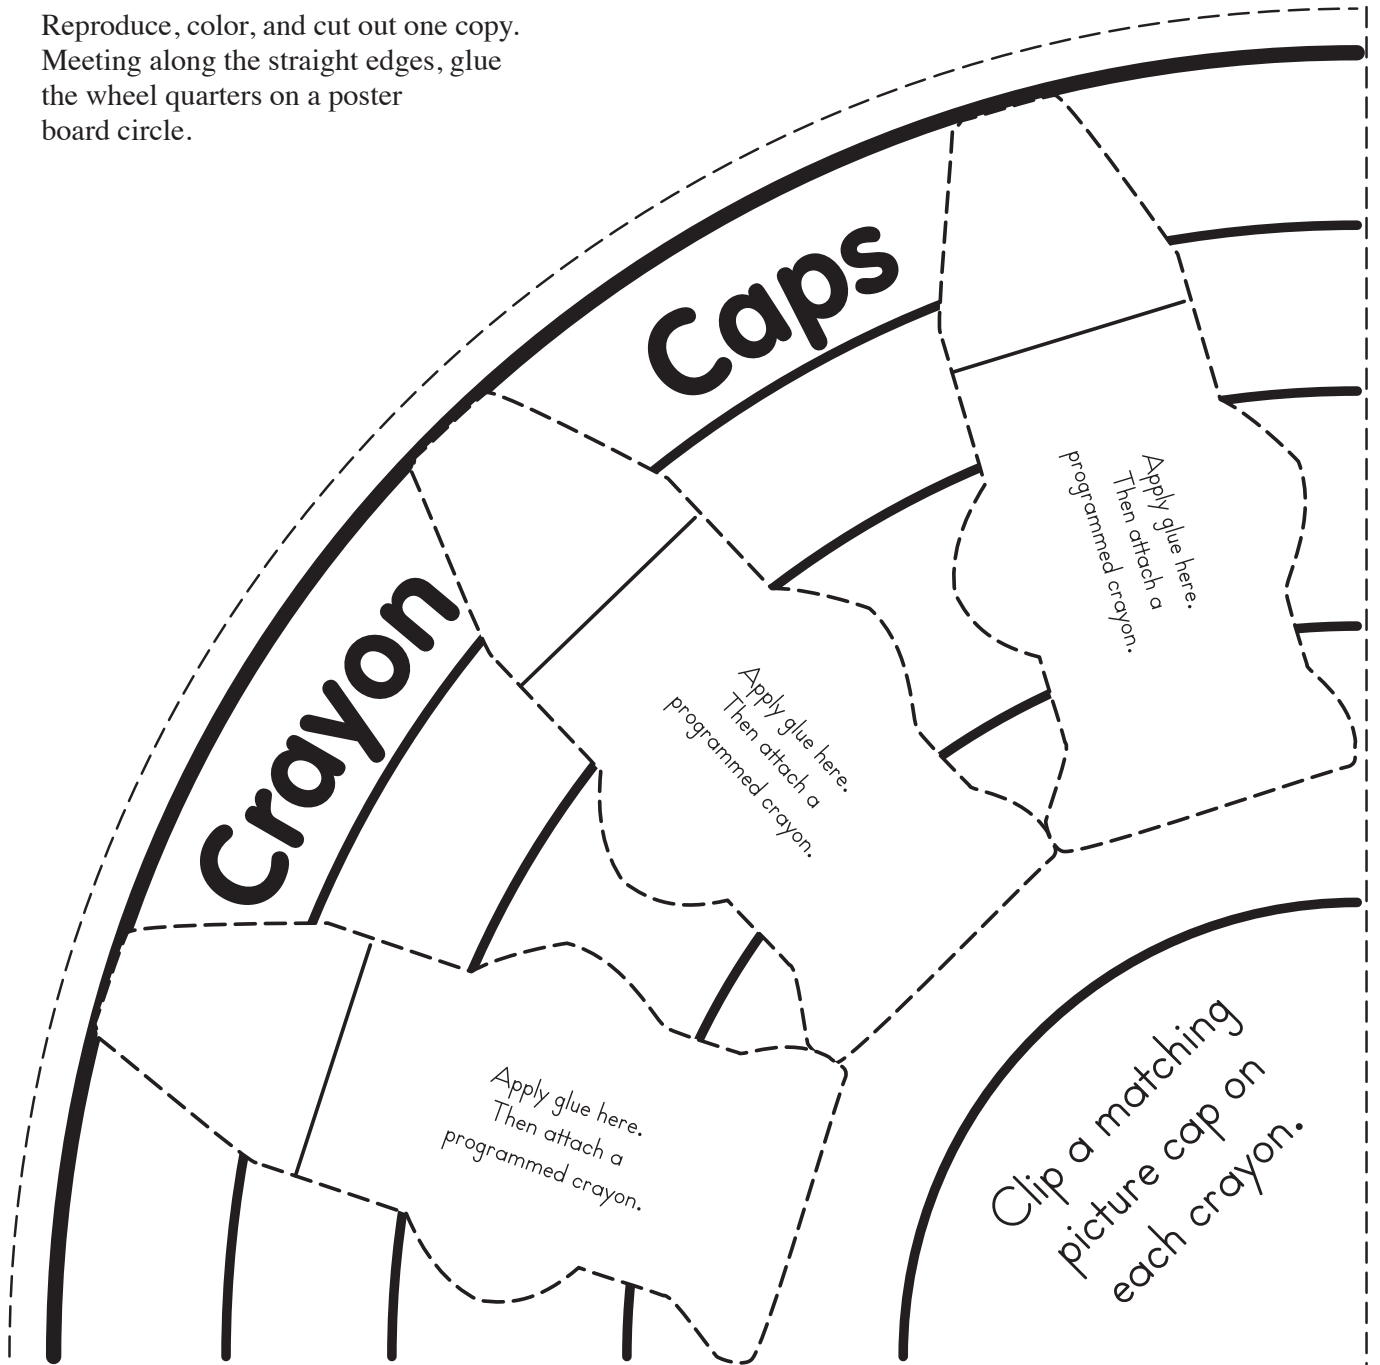 Reproduce, color, and cut out one copy.
Meeting along the straight edges, glue
the wheel quarters on a poster
board circle.
Crayon
Caps
Apply glue here.
Then attach a
programmed crayon.
Apply glue here.
Then attach a
programmed crayon.
Apply glue here.
Then attach a
programmed crayon.
Clip a matching
picture cap on
each crayon.